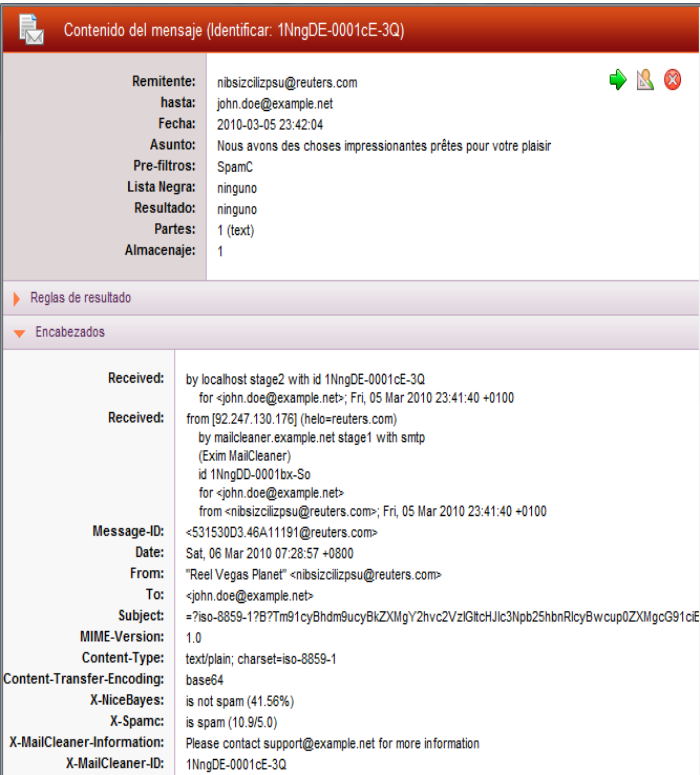 Contenido del mensaje (Identificar: 1NngDE-0001cE-3Q)
Remitente: nibsizcilizpsu@reuters.com
hasta: john.doe@example.net
Fecha: 2010-03-05 23:42:04
Asunto: Nous avons des choses impressionantes prêtes pour votre plaisir
Pre-filtros: SpamC
Lista Negra: ninguno
Resultado: ninguno
Partes: 1 (text)
Almacenaje: 1
Reglas de resultado
Encabezados
Received: by localhost stage2 with id 1NngDE-0001cE-3Q
for <john.doe@example.net>; Fri, 05 Mar 2010 23:41:40 +0100
Received: from [92.247.130.176] (helo=reuters.com)
by mailcleaner.example.net stage1 with smtp
(Exim MailCleaner)
id 1NngDD-0001bx-So
for <john.doe@example.net>
from <nibsizcilizpsu@reuters.com>; Fri, 05 Mar 2010 23:41:40 +0100
Message-ID: <531530D3.46A11191@reuters.com>
Date: Sat, 06 Mar 2010 07:28:57 +0800
From: "Reel Vegas Planet" <nibsizcilizpsu@reuters.com>
To: <john.doe@example.net>
Subject: =?iso-8859-1?B?Tm91cyBhdm9ucyBkZXMgY2hvc2VzIGltcHJlc3Npb25hbnRlcyBwcup0ZXMgcG91ciB
MIME-Version: 1.0
Content-Type: text/plain; charset=iso-8859-1
Content-Transfer-Encoding: base64
X-NiceBayes: is not spam (41.56%)
X-Spamc: is spam (10.9/5.0)
X-MailCleaner-Information: Please contact support@example.net for more information
X-MailCleaner-ID: 1NngDE-0001cE-3Q